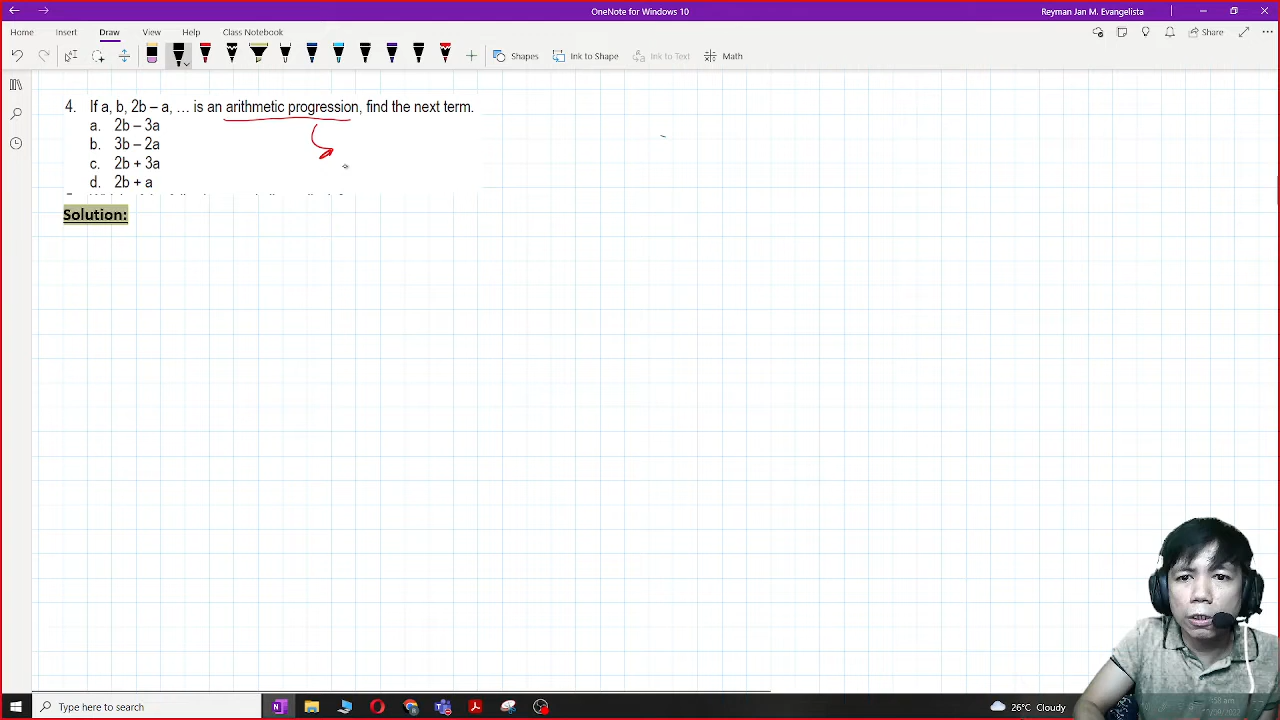 OneNote for Windows 10
Reyman Jan M. Evangelista
Home Insert Draw View Help Class Notebook
Share
Shapes Ink to Shape Ink to Text Math
4. If a, b, 2b – a, … is an arithmetic progression, find the next term.
a. 2b – 3a
b. 3b – 2a
c. 2b + 3a
d. 2b + a
Solution:
Type here to search
26°C Cloudy